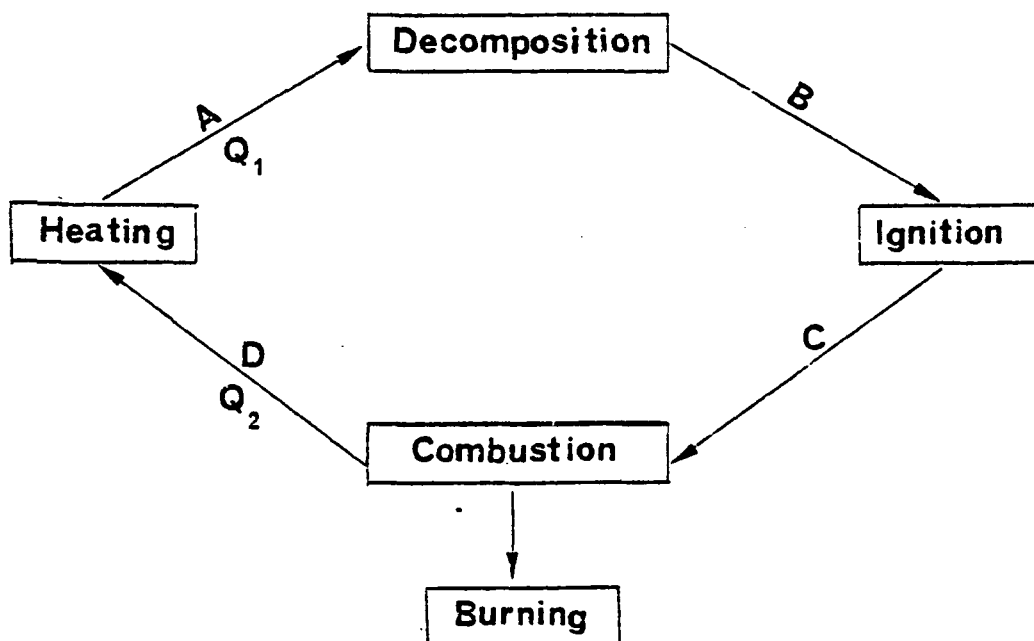 Decomposition
A
Q₁
B
Heating
Ignition
D
Q₂
C
Combustion
Burning